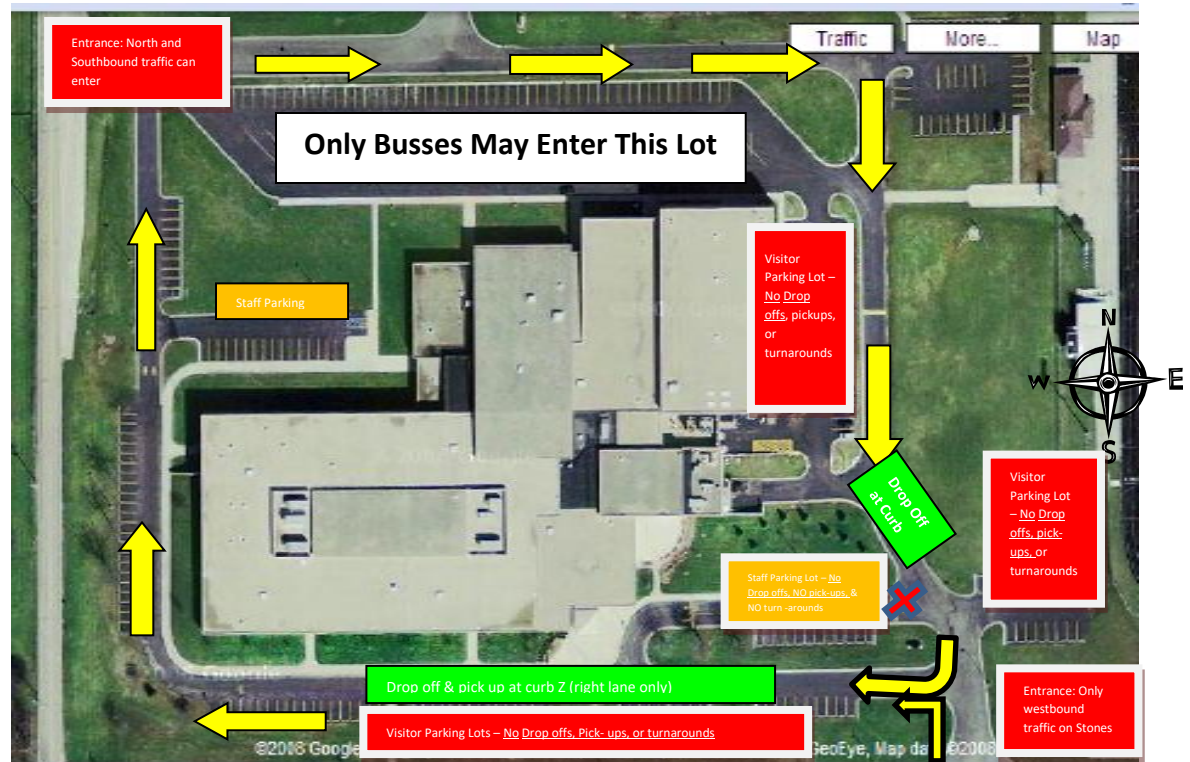 Entrance: North and
Southbound traffic can
enter
Traffic
More...
Map
Only Busses May Enter This Lot
Visitor
Parking Lot –
No Drop
offs, pickups,
or
turnarounds
Staff Parking
N
W
E
S
Drop Off
at Curb
Visitor
Parking Lot
– No Drop
offs, pick-
ups, or
turnarounds
Staff Parking Lot – No
Drop offs, NO pick-ups, &
NO turn -arounds
Drop off & pick up at curb Z (right lane only)
Entrance: Only
westbound
traffic on Stones
Visitor Parking Lots – No Drop offs, Pick- ups, or turnarounds
©2008 Google
GeoEye, Map da
©2008